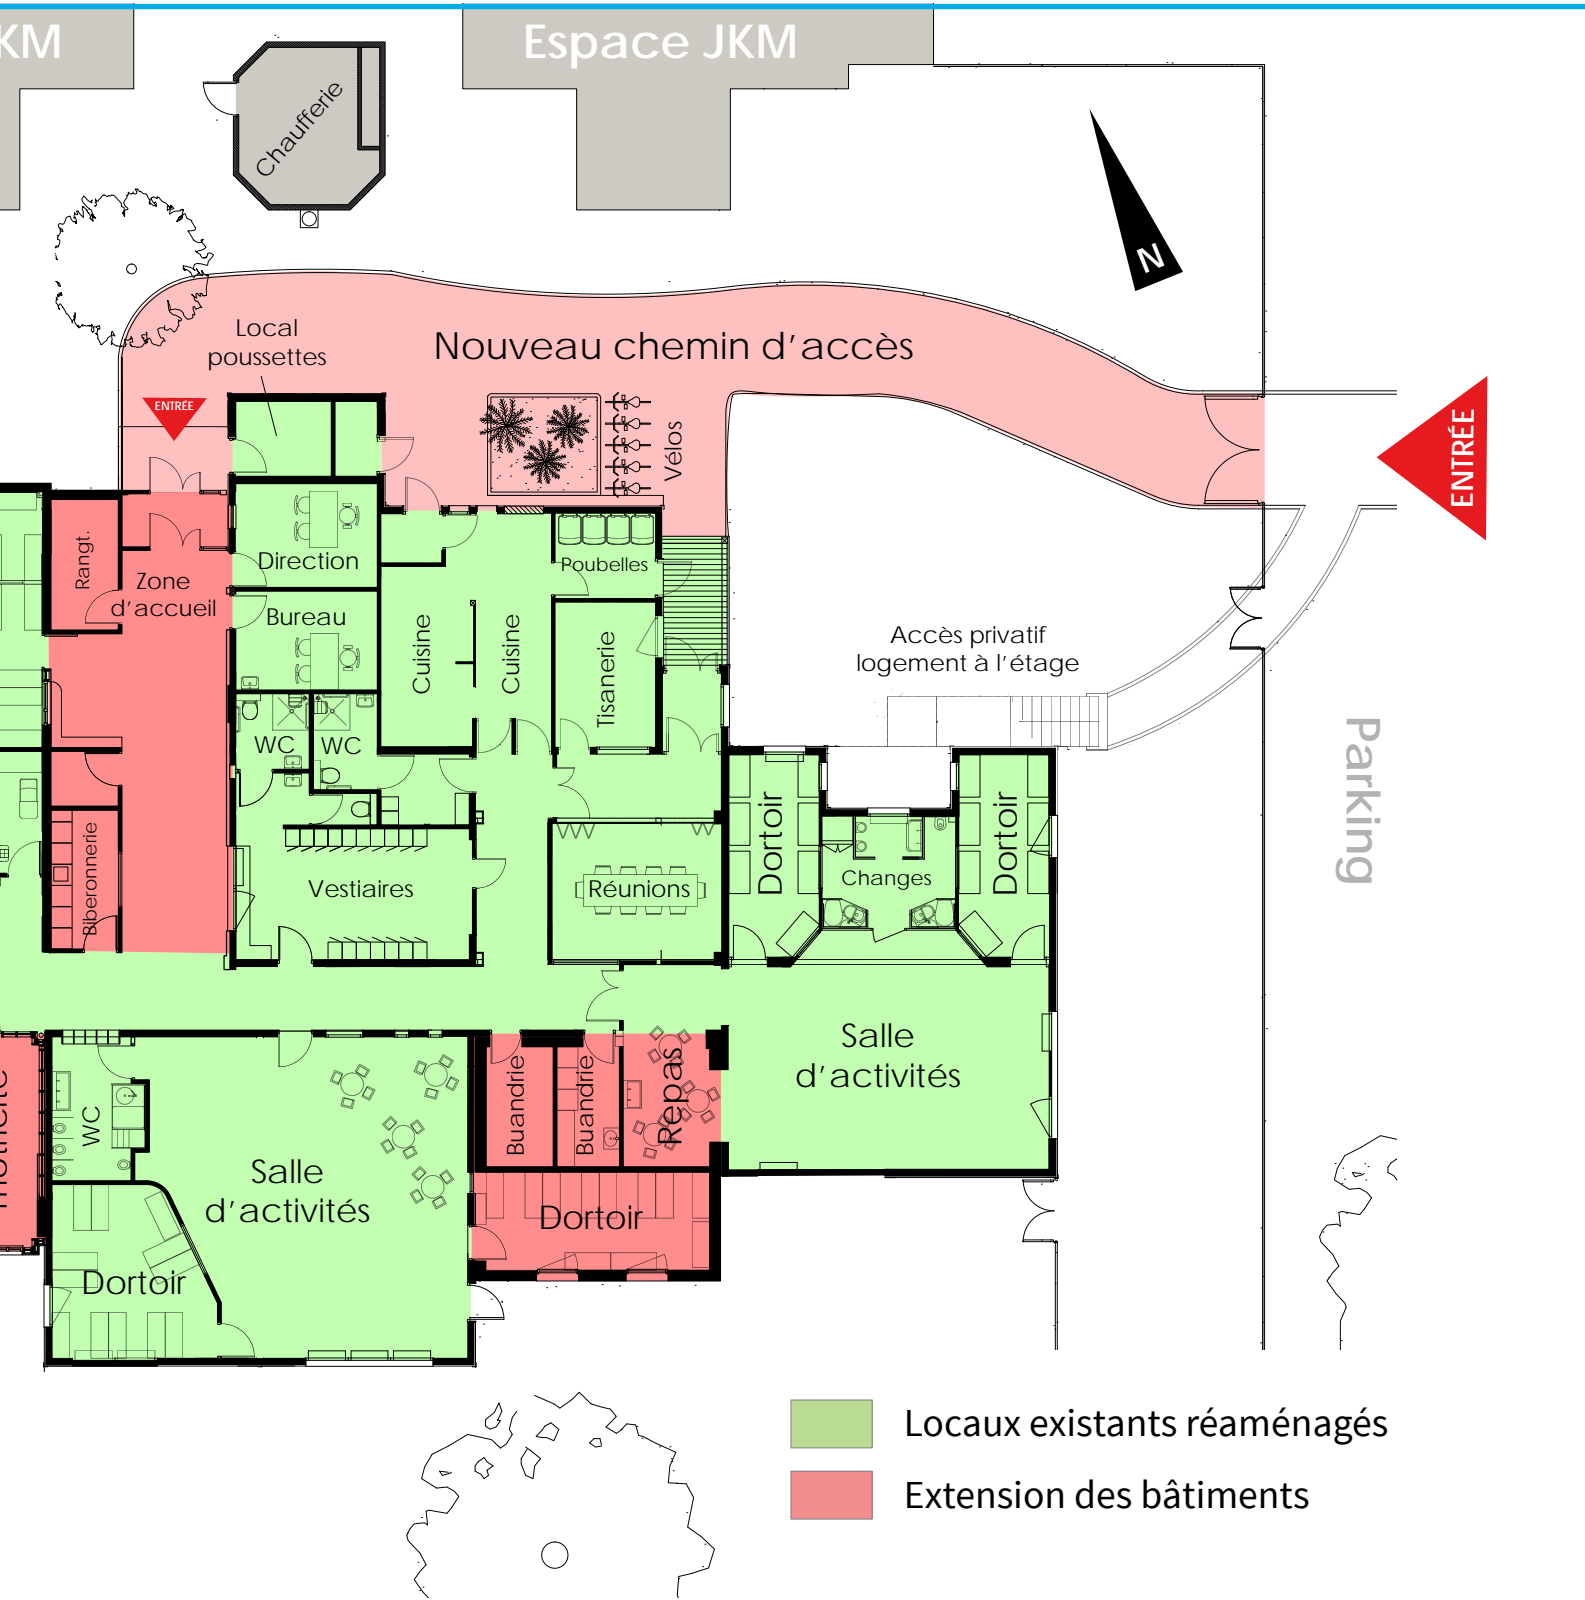 KM
Espace JKM
Chaufferie
N
Local
poussettes
Nouveau chemin d'accès
ENTRÉE
ENTRÉE
Vélos
Rangt.
Zone
d'accueil
Direction
Bureau
Cuisine
Cuisine
Poubelles
Tisanerie
Accès privatif
logement à l'étage
Parking
WC
WC
Biberonnerie
Vestiaires
Réunions
Dortoir
Changes
Dortoir
Salle
d'activités
Buandrie
Buandrie
Repas
WC
Salle
d'activités
Dortoir
Dortoir
Locaux existants réaménagés
Extension des bâtiments